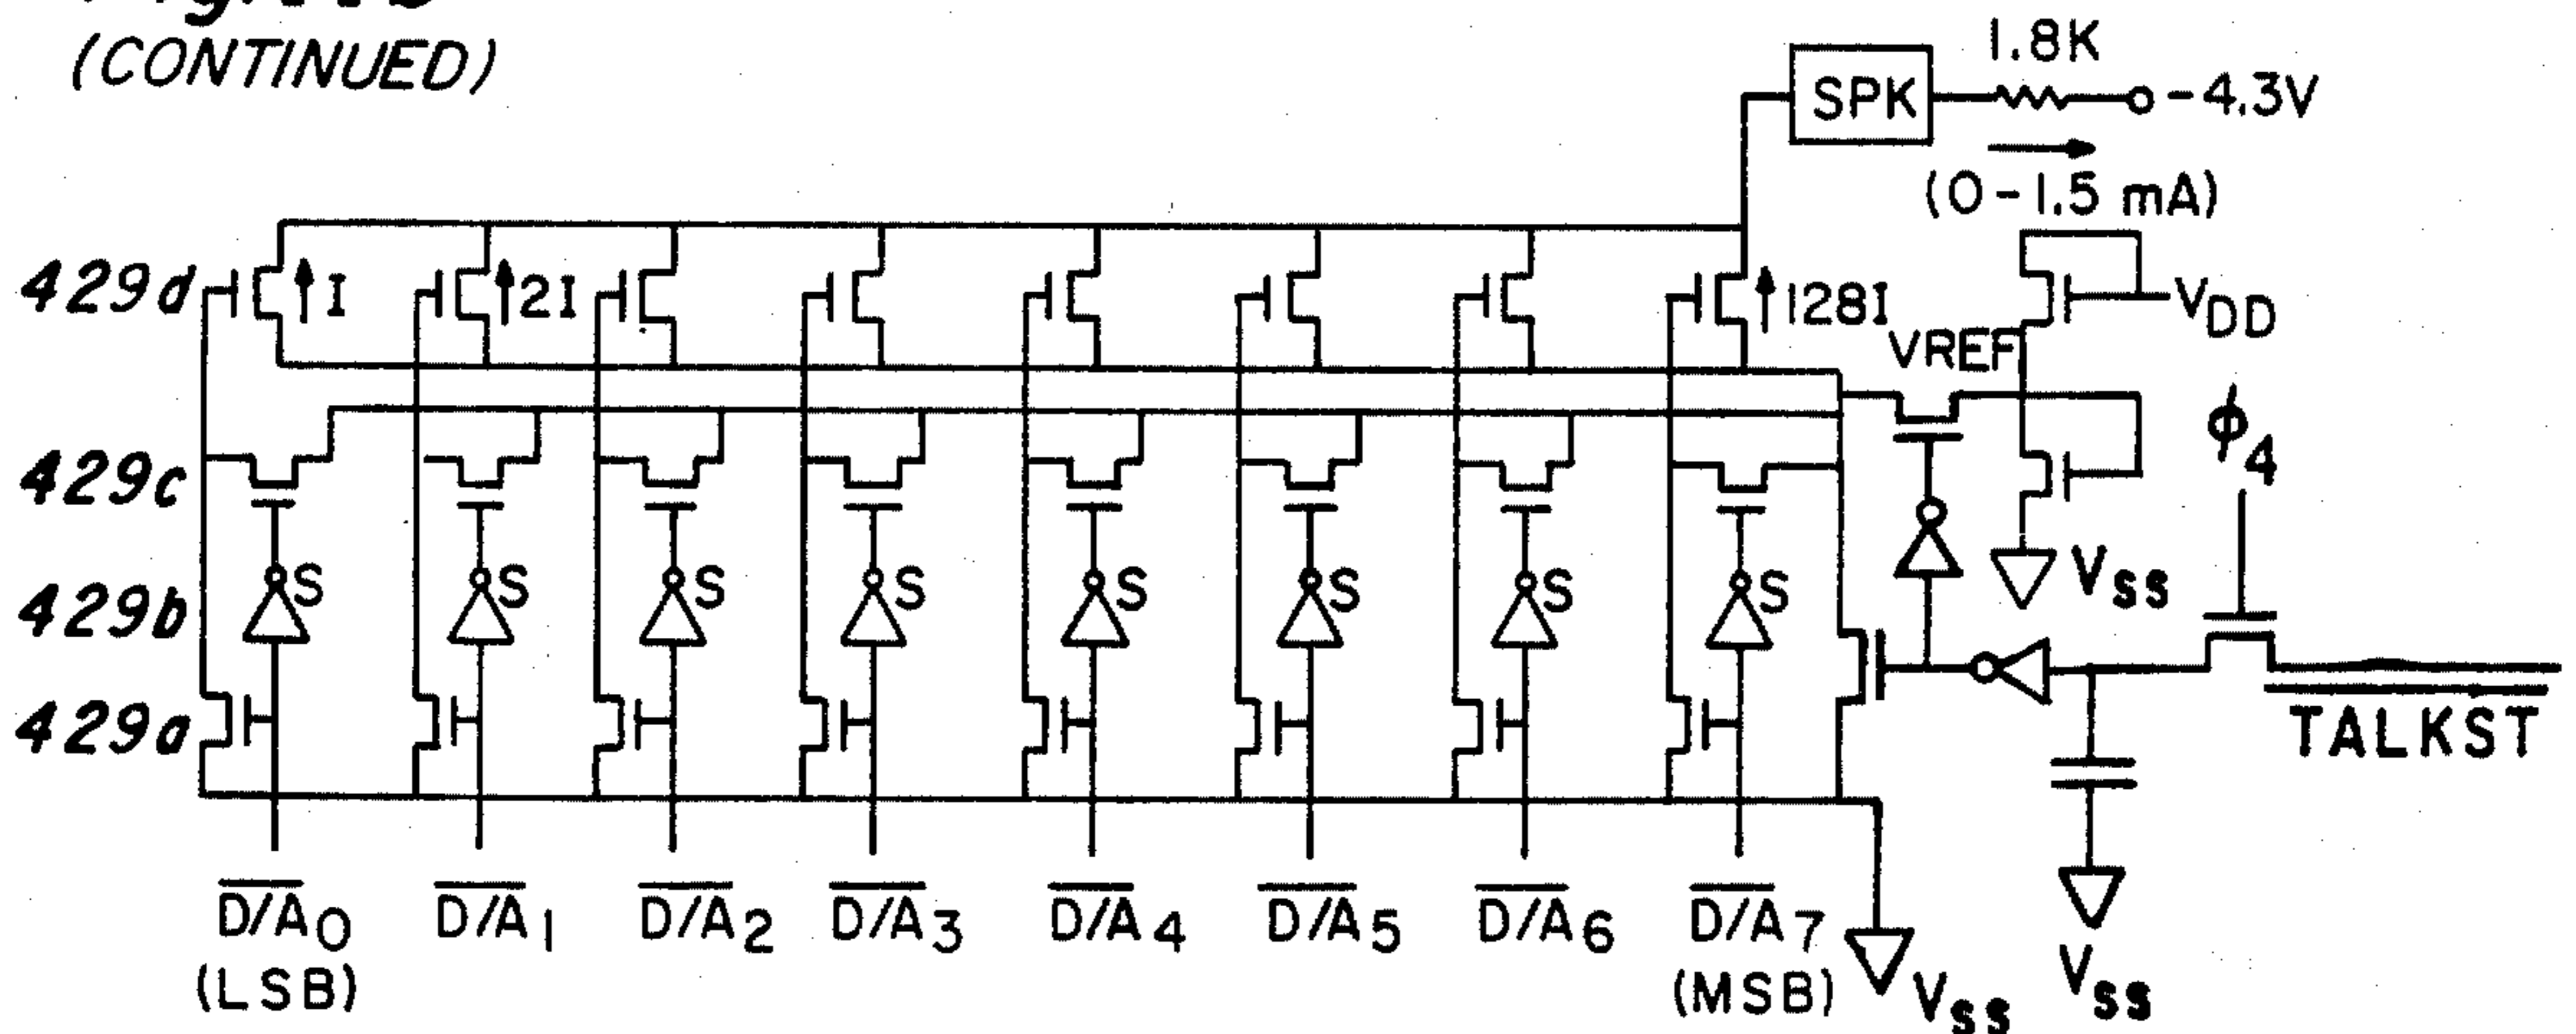 (CONTINUED)
1.8K
SPK
-4.3V
(0-1.5 mA)
429d
I
2I
128I
VREF
VDD
ϕ4
429c
429b
S S S S S S S S
VSS
429a
TALKST
D/A0 D/A1 D/A2 D/A3 D/A4 D/A5 D/A6 D/A7
(LSB)
(MSB)
VSS
VSS